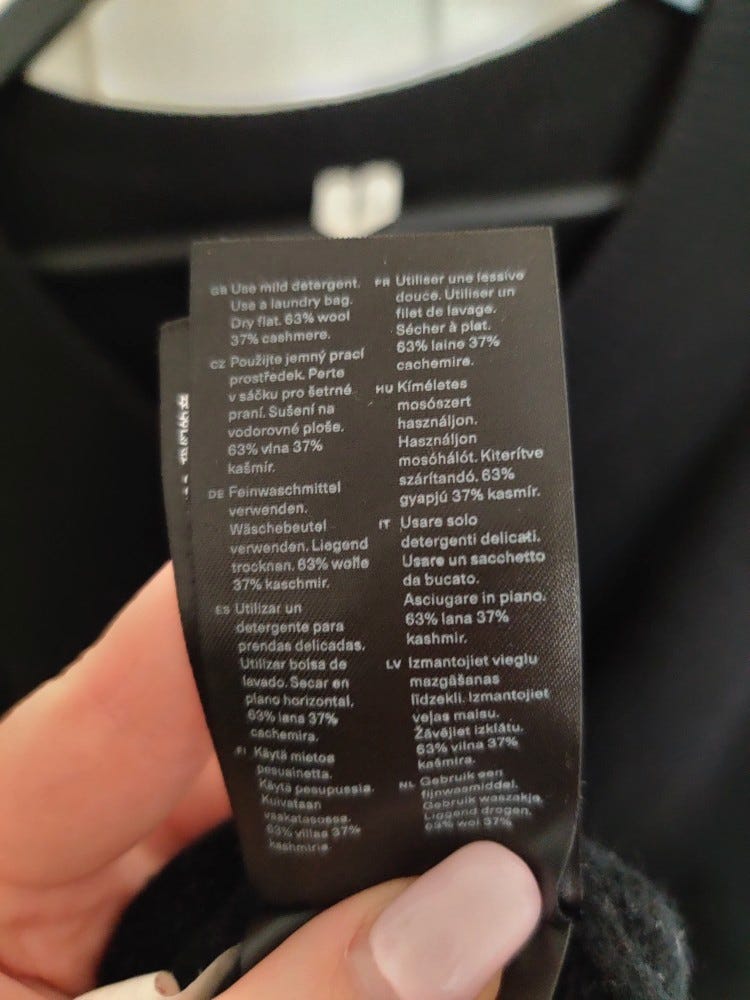 GB Use mild detergent.
Use a laundry bag.
Dry flat. 63% wool
37% cashmere.
CZ Použijte jemný prací
prostředek. Perte
v sáčku pro šetrné
praní. Sušení na
vodorovné ploše.
63% vlna 37%
kašmír.
DE Feinwaschmittel
verwenden.
Wäschebeutel
verwenden. Liegend
trocknen. 63% wolle
37% kaschmir.
ES Utilizar un
detergente para
prendas delicadas.
Utilizar bolsa de
lavado. Secar en
plano horizontal.
63% lana 37%
cachemira.
FI Käytä mietoa
pesuainetta.
Käytä pesupussia.
Kuivataan
vaakatasossa.
63% villaa 37%
kashmiria.
FR Utiliser une lessive
douce. Utiliser un
filet de lavage.
Sécher à plat.
63% laine 37%
cachemire.
HU Kíméletes
mosószert
használjon.
Használjon
mosóhálót. Kiterítve
szárítandó. 63%
gyapjú 37% kasmír.
IT Usare solo
detergenti delicati.
Usare un sacchetto
da bucato.
Asciugare in piano.
63% lana 37%
kashmir.
LV Izmantojiet vieglu
mazgāšanas
līdzekli. Izmantojiet
veļas maisu.
Žāvējiet izklātu.
63% vilna 37%
kašmira.
NL Gebruik een
fijnwasmiddel.
Gebruik waszakje.
Liggend drogen.
63% wol 37%